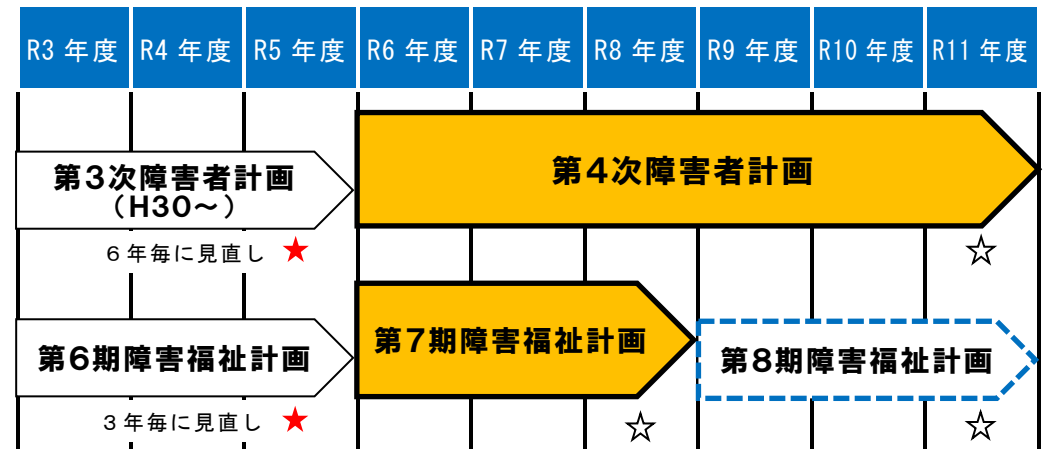 R3 年度 R4 年度 R5 年度 R6 年度 R7 年度 R8 年度 R9 年度 R10 年度 R11 年度
第3次障害者計画
（H30～）
第4次障害者計画
6年毎に見直し ★
☆
第6期障害福祉計画
第7期障害福祉計画
第8期障害福祉計画
3年毎に見直し ★
☆
☆